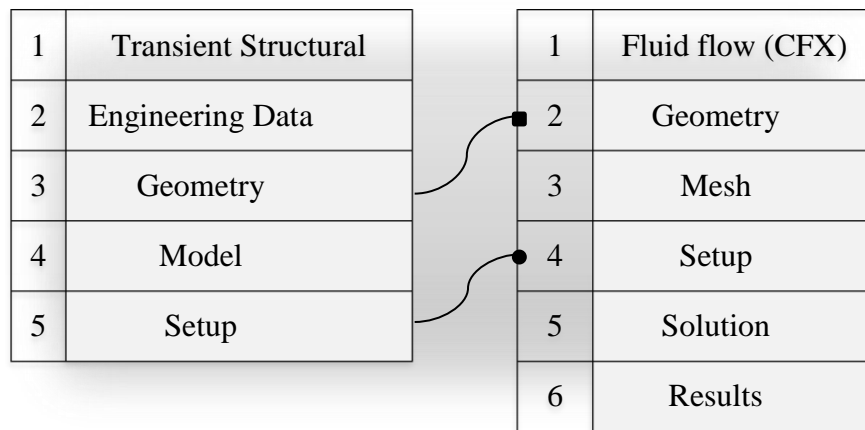 1 Transient Structural
2 Engineering Data
3 Geometry
4 Model
5 Setup
1 Fluid flow (CFX)
2 Geometry
3 Mesh
4 Setup
5 Solution
6 Results